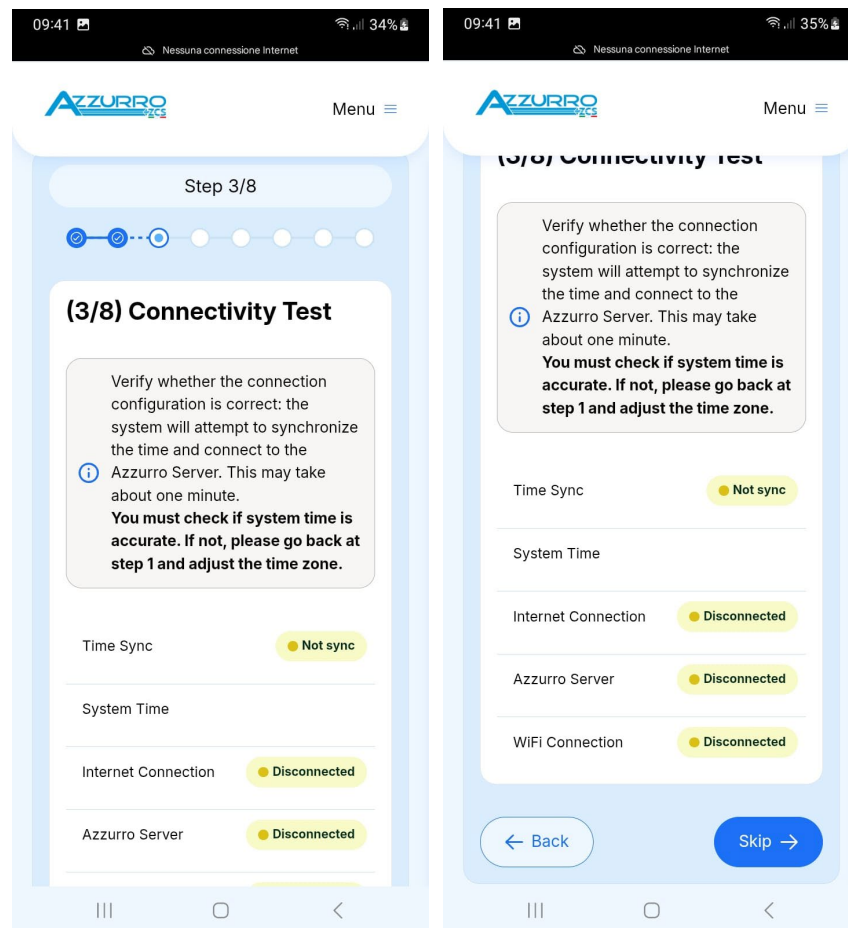 09:41 34%
Nessuna connessione Internet
AZZURRO
ZCS
Menu
Step 3/8
(3/8) Connectivity Test
Verify whether the connection
configuration is correct: the
system will attempt to synchronize
the time and connect to the
Azzurro Server. This may take
about one minute.
You must check if system time is
accurate. If not, please go back at
step 1 and adjust the time zone.
Time Sync Not sync
System Time
Internet Connection Disconnected
Azzurro Server Disconnected
09:41 35%
Nessuna connessione Internet
AZZURRO
ZCS
Menu
(3/8) Connectivity Test
Verify whether the connection
configuration is correct: the
system will attempt to synchronize
the time and connect to the
Azzurro Server. This may take
about one minute.
You must check if system time is
accurate. If not, please go back at
step 1 and adjust the time zone.
Time Sync Not sync
System Time
Internet Connection Disconnected
Azzurro Server Disconnected
WiFi Connection Disconnected
Back Skip